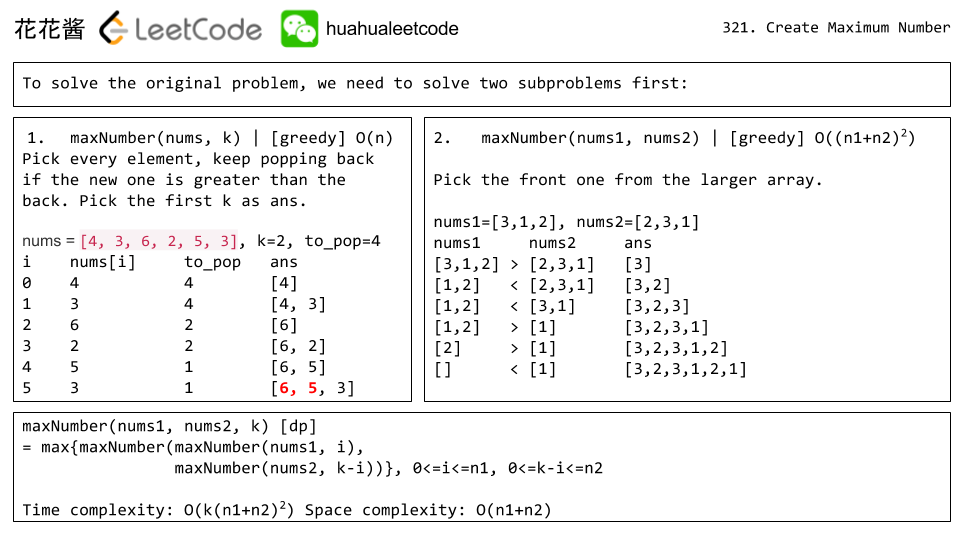 花花酱 LeetCode huahualeetcode 321. Create Maximum Number
To solve the original problem, we need to solve two subproblems first:
1. maxNumber(nums, k) | [greedy] O(n)
Pick every element, keep popping back
if the new one is greater than the
back. Pick the first k as ans.
nums = [4, 3, 6, 2, 5, 3], k=2, to_pop=4
i nums[i] to_pop ans
0 4 4 [4]
1 3 4 [4, 3]
2 6 2 [6]
3 2 2 [6, 2]
4 5 1 [6, 5]
5 3 1 [6, 5, 3]
2. maxNumber(nums1, nums2) | [greedy] O((n1+n2)²)
Pick the front one from the larger array.
nums1=[3,1,2], nums2=[2,3,1]
nums1 nums2 ans
[3,1,2] > [2,3,1] [3]
[1,2] < [2,3,1] [3,2]
[1,2] < [3,1] [3,2,3]
[1,2] > [1] [3,2,3,1]
[2] > [1] [3,2,3,1,2]
[] < [1] [3,2,3,1,2,1]
maxNumber(nums1, nums2, k) [dp]
= max{maxNumber(maxNumber(nums1, i),
maxNumber(nums2, k-i))}, 0<=i<=n1, 0<=k-i<=n2
Time complexity: O(k(n1+n2)²) Space complexity: O(n1+n2)